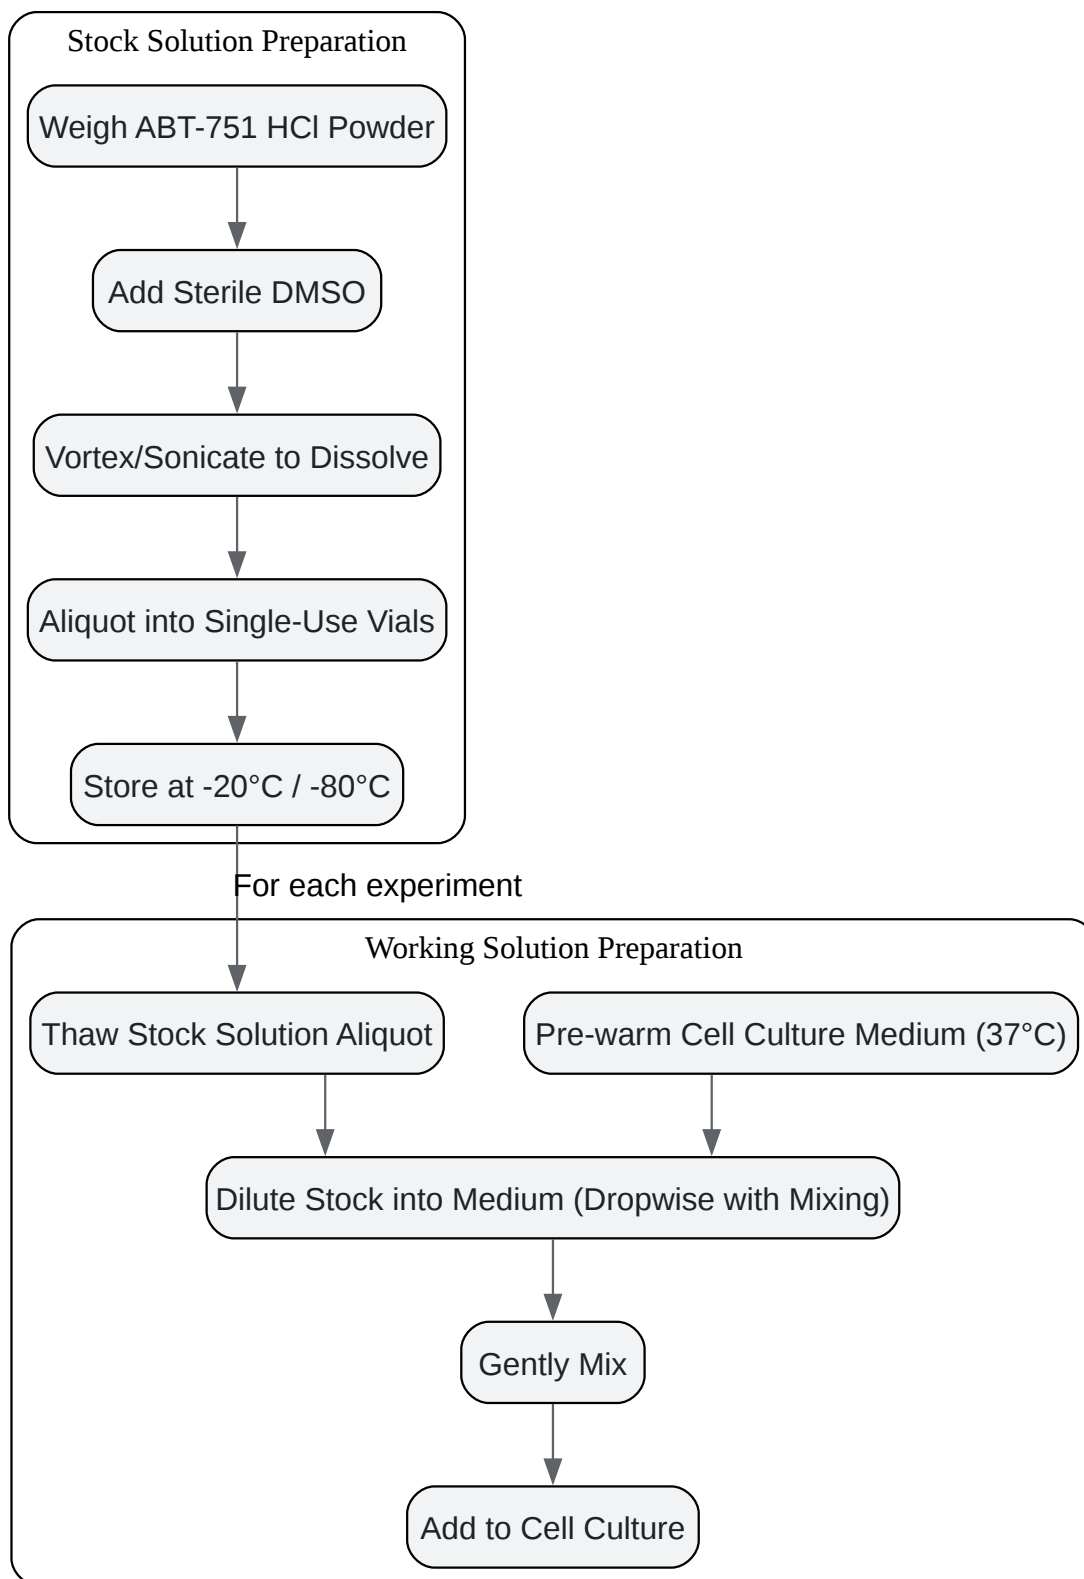 Stock Solution Preparation
Weigh ABT-751 HCl Powder
Add Sterile DMSO
Vortex/Sonicate to Dissolve
Aliquot into Single-Use Vials
Store at -20°C / -80°C
For each experiment
Working Solution Preparation
Thaw Stock Solution Aliquot
Pre-warm Cell Culture Medium (37°C)
Dilute Stock into Medium (Dropwise with Mixing)
Gently Mix
Add to Cell Culture